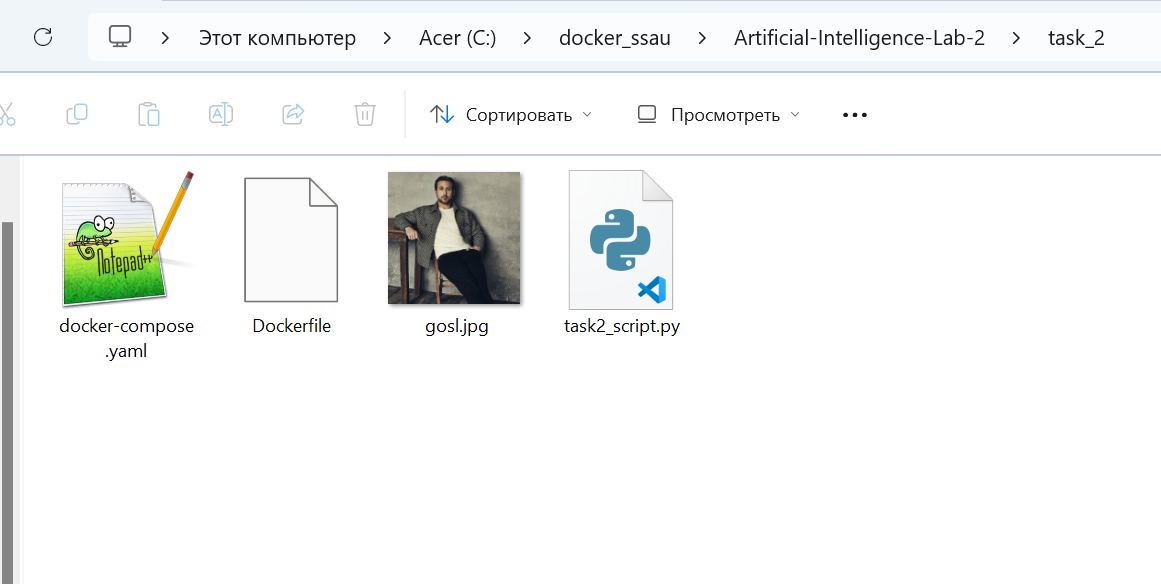 Этот компьютер > Acer (C:) > docker_ssau > Artificial-Intelligence-Lab-2 > task_2
Сортировать Просмотреть
Notepad++
docker-compose
.yaml
Dockerfile
gosl.jpg
task2_script.py